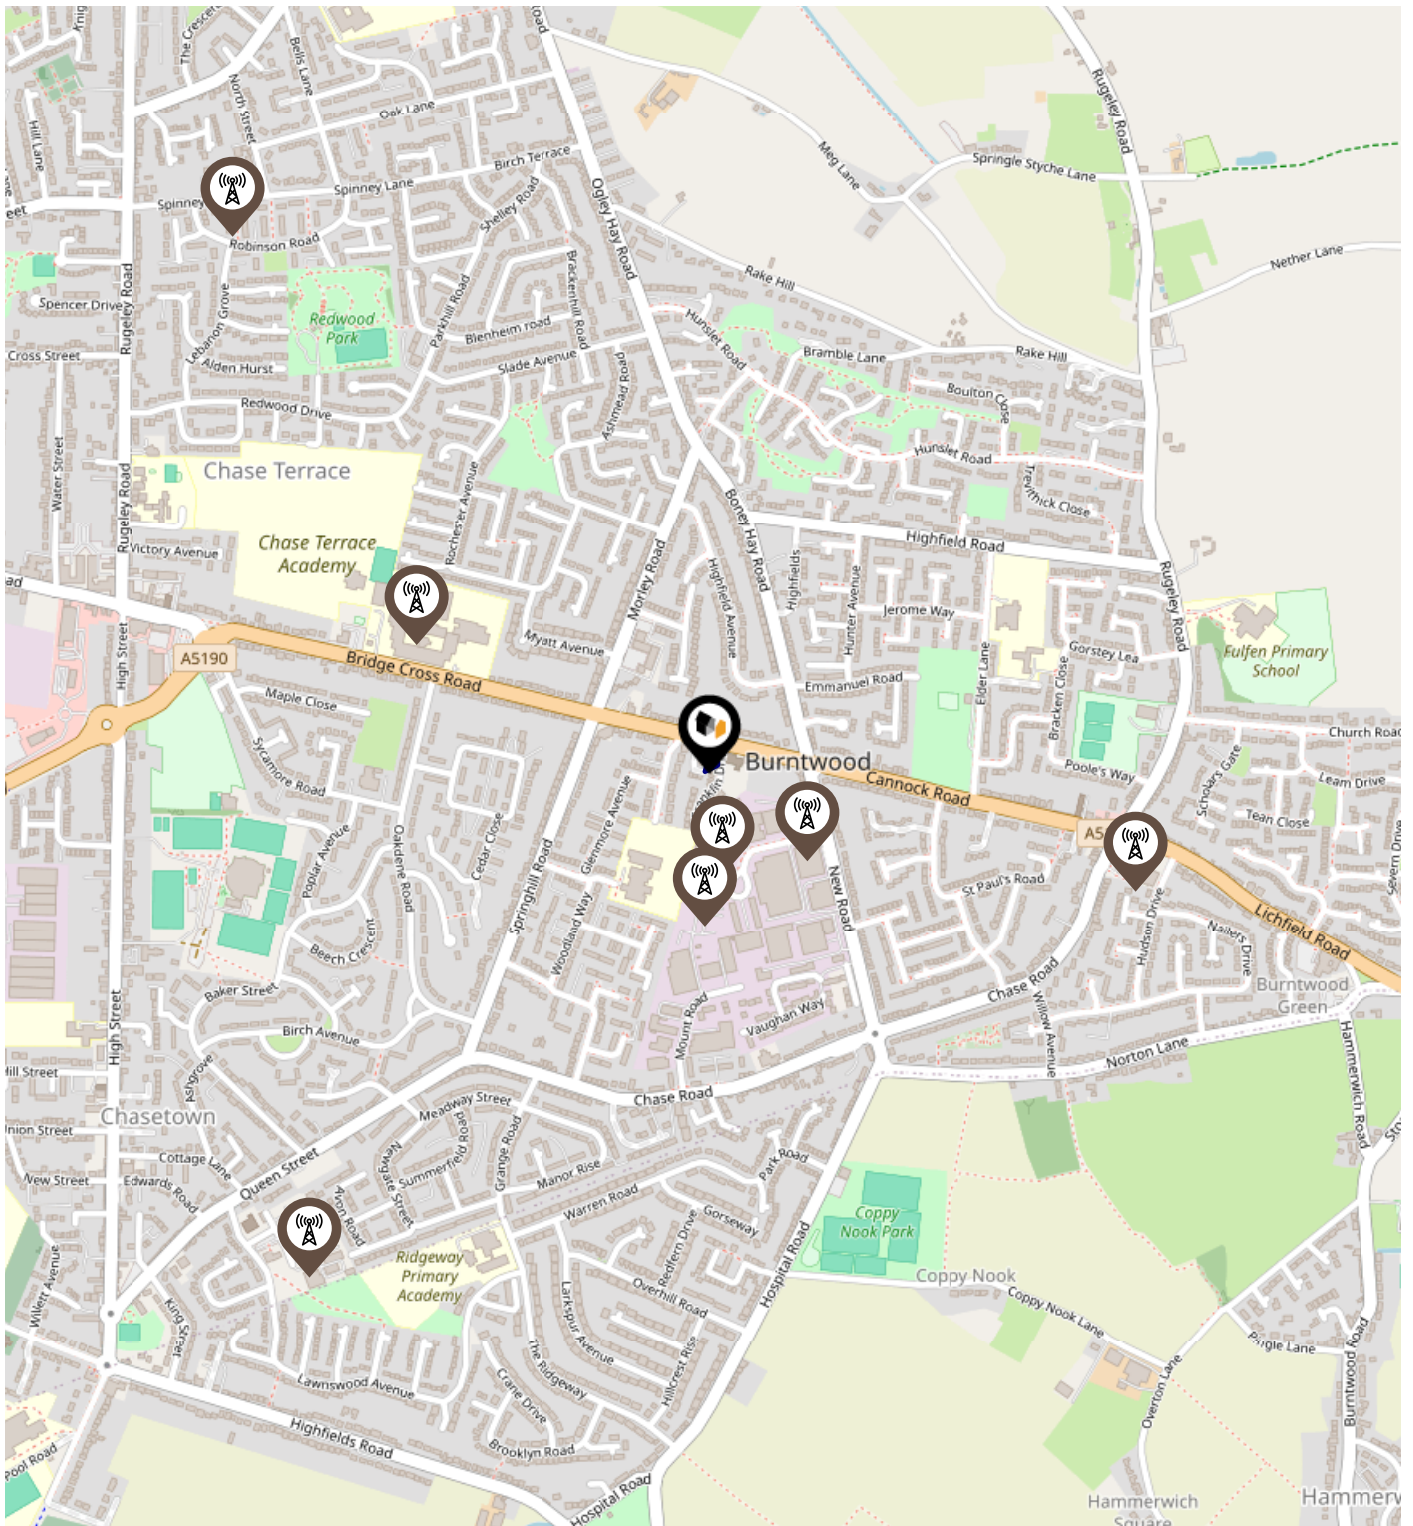 The Crescent
Bells Lane
North Street
Oak Lane
Hill Lane
Birch Terrace
Spinney Lane
Spinney
Shelley Road
Robinson Road
Ogley Hay Road
Rugeley Road
Meg Lane
Springle Styche Lane
Nether Lane
Rake Hill
Spencer Drive
Rugeley Road
Lebanon Grove
Redwood
Park
Parkhill Road
Brackenhill Road
Blenheim road
Hunslet Road
Bramble Lane
Rake Hill
Cross Street
Alden Hurst
Slade Avenue
Ashmead Road
Boulton Close
Redwood Drive
Water Street
Chase Terrace
Rugeley Road
Rochester Avenue
Hunslet Road
Trevithick Close
Boney Hay Road
Victory Avenue
Chase Terrace
Academy
Highfield Road
Morley Road
Highfield Avenue
Highfields
Hunter Avenue
Jerome Way
Rugeley Road
High Street
A5190
Bridge Cross Road
Myatt Avenue
Elder Lane
Gorstey Lea
Fulfen Primary
School
Maple Close
Emmanuel Road
Bracken Close
Church Road
Sycamore Road
Burntwood
Poole's Way
Scholars Gate
Leam Drive
Cannock Road
Glenmore Avenue
Tean Close
Poplar Avenue
Oakdene Road
Cedar Close
Springhill Road
Severn Drive
St Paul's Road
New Road
Woodland Way
Hudson Drive
Nailers Drive
Lichfield Road
Beech Crescent
Baker Street
Chase Road
Burntwood
Green
High Street
Birch Avenue
Mount Road
Vaughan Way
Willow Avenue
Norton Lane
Hammerwich Road
Hill Street
Ashgrove
Chasetown
Meadway Street
Chase Road
Union Street
Cottage Lane
New Street
Edwards Road
Queen Street
Newgate Street
Summerfield Road
Grange Road
Manor Rise
Park Road
Warren Road
Avon Road
Gorseway
Redfern Drive
Coppy
Nook Park
Ridgeway
Primary
Academy
Hospital Road
Coppy Nook
Overhill Road
Coppy Nook Lane
Willett Avenue
King Street
Larkspur Avenue
The Ridgeway
Hillcrest Rise
Pingle Lane
Burntwood Road
Lawnswood Avenue
Crane Drive
Overton Lane
Highfields Road
Brooklyn Road
Pool Road
Hospital Road
Hammerwich
Square